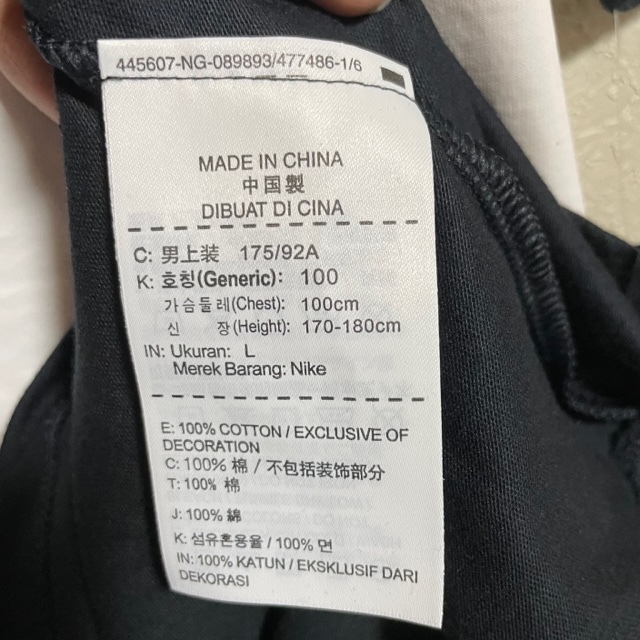 445607-NG-089893/477486-1/6
MADE IN CHINA
中国製
DIBUAT DI CINA
C: 男上装 175/92A
K: 호칭(Generic): 100
가슴둘레(Chest): 100cm
신 장(Height): 170-180cm
IN: Ukuran: L
Merek Barang: Nike
E: 100% COTTON / EXCLUSIVE OF
DECORATION
C: 100% 棉 / 不包括装饰部分
T: 100% 棉
J: 100% 綿
K: 섬유혼용율 / 100% 면
IN: 100% KATUN / EKSKLUSIF DARI
DEKORASI